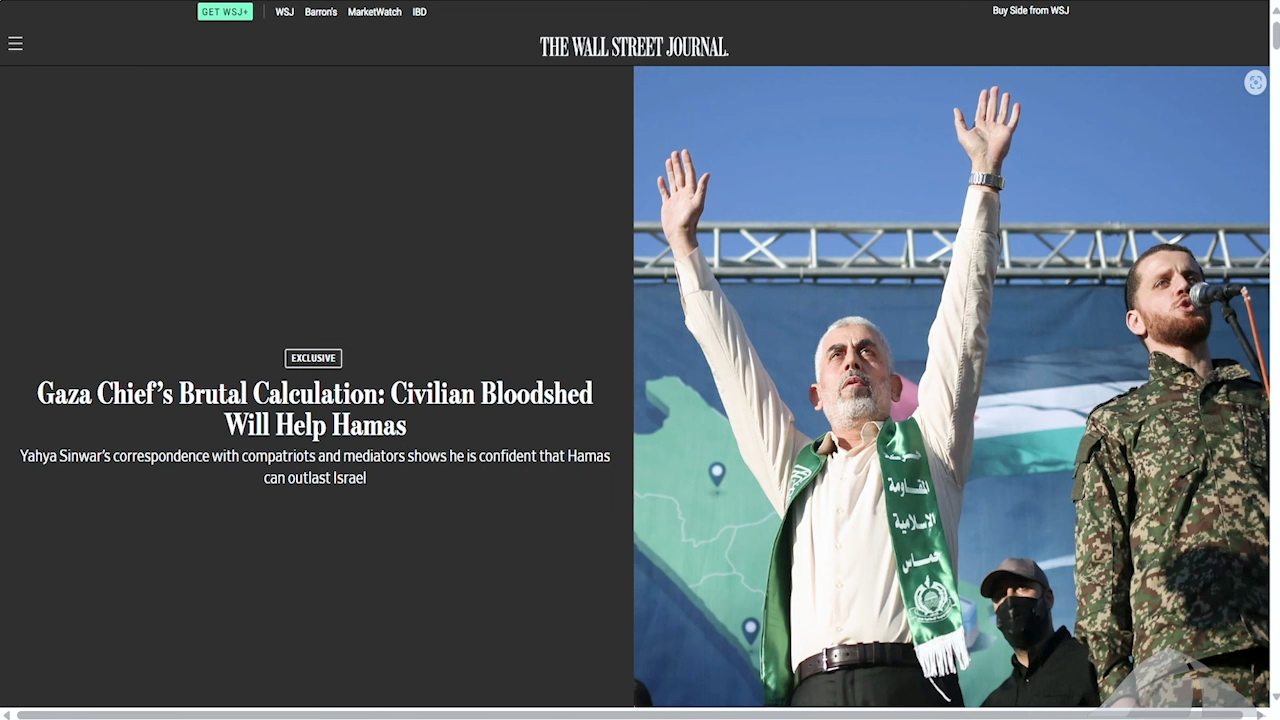 GET WSJ+
WSJ Barron's MarketWatch IBD
Buy Side from WSJ
THE WALL STREET JOURNAL.
EXCLUSIVE
Gaza Chief’s Brutal Calculation: Civilian Bloodshed
Will Help Hamas
Yahya Sinwar’s correspondence with compatriots and mediators shows he is confident that Hamas
can outlast Israel
حركة
المقاومة
الإسلامية
حماس